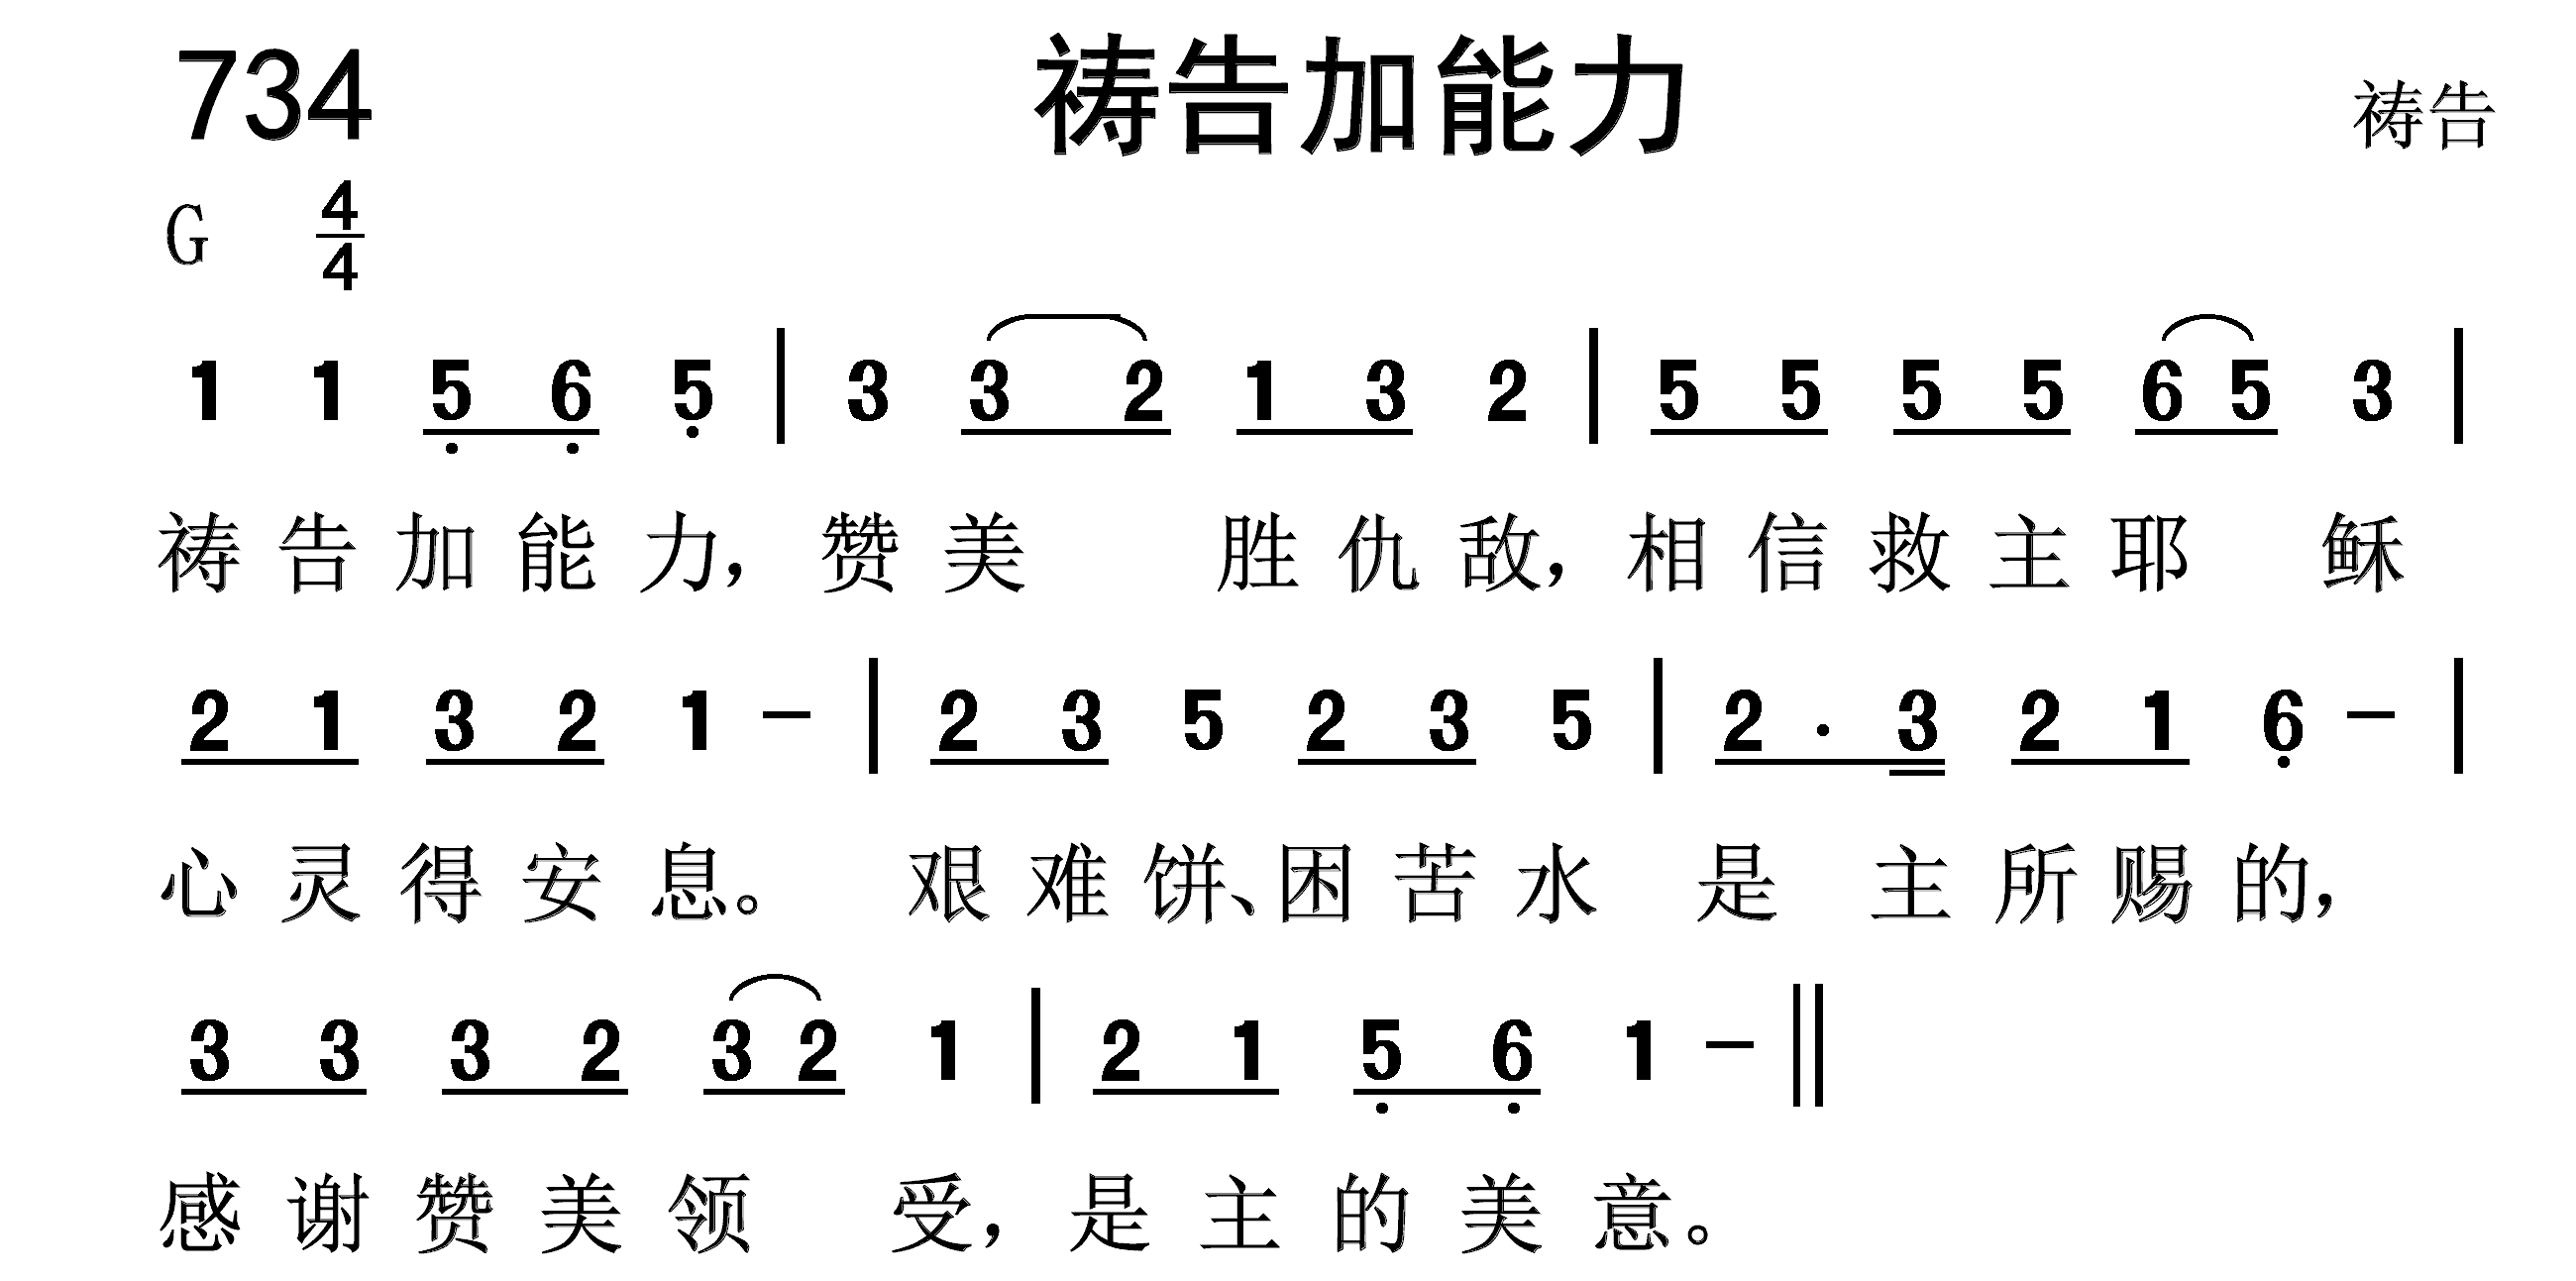 734 祷告加能力 祷告
G 4/4
1 1 5̣ 6̣ 5̣ | 3 3 2 1 3 2 | 5 5 5 5 6 5 3 |
祷告加能力，赞美 胜仇敌，相信救主耶 稣
2 1 3 2 1 － | 2 3 5 2 3 5 | 2 · 3 2 1 6̣ － |
心灵得安息。 艰难饼、困苦水 是 主所赐的，
3 3 3 2 3 2 1 | 2 1 5̣ 6̣ 1 － ||
感谢赞美领 受，是主的美意。